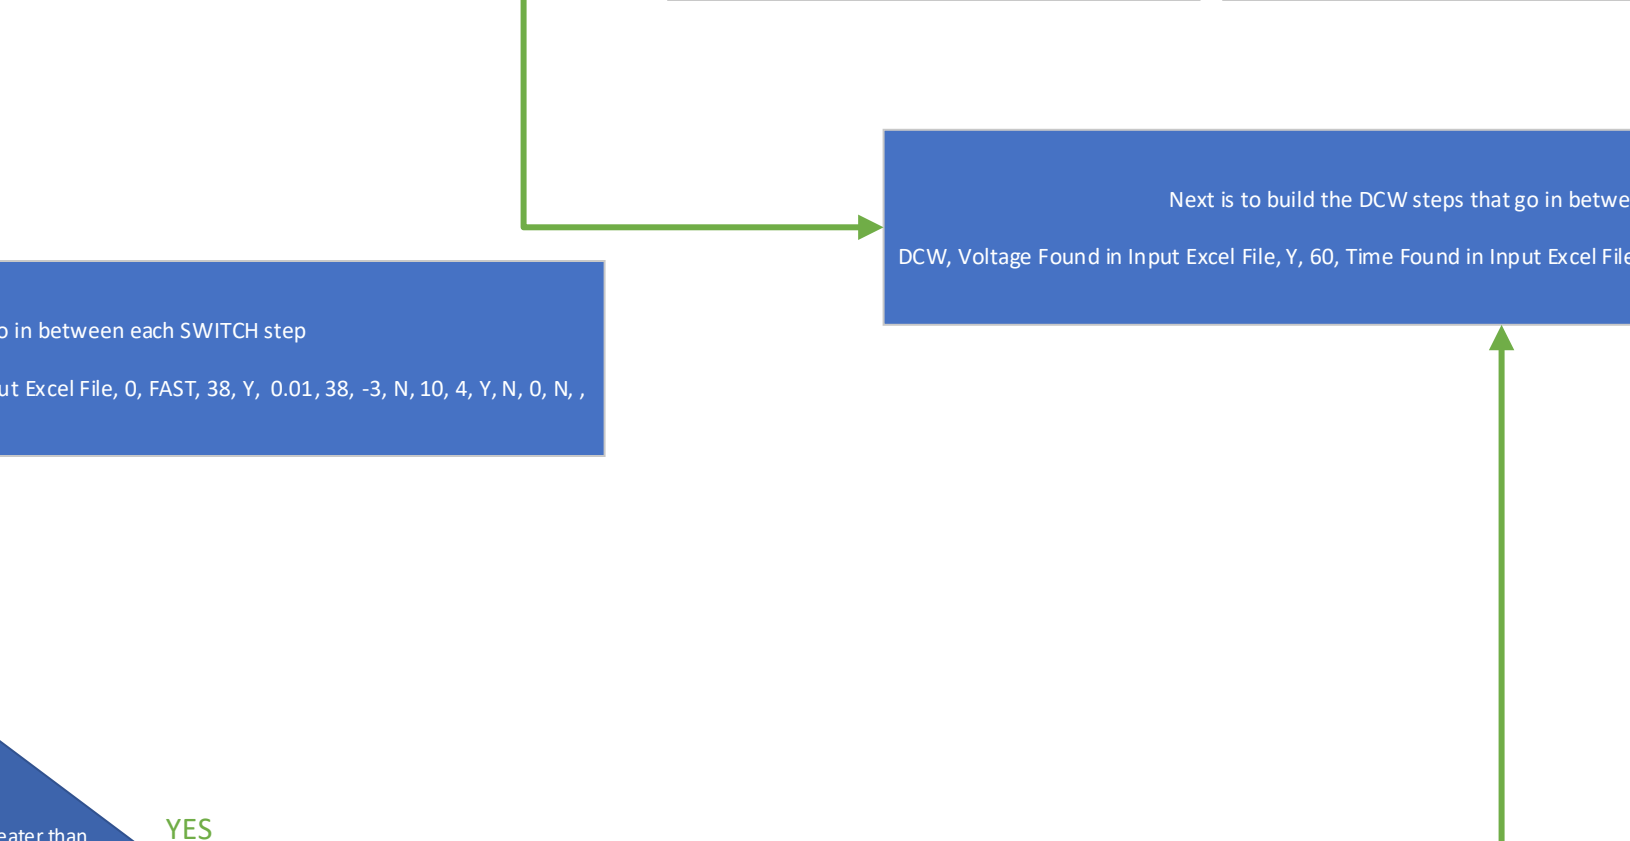 Next is to build the DCW steps that go in betwe
DCW, Voltage Found in Input Excel File, Y, 60, Time Found in Input Excel File
o in between each SWITCH step
ut Excel File, 0, FAST, 38, Y, 0.01, 38, -3, N, 10, 4, Y, N, 0, N, ,
eater than
YES